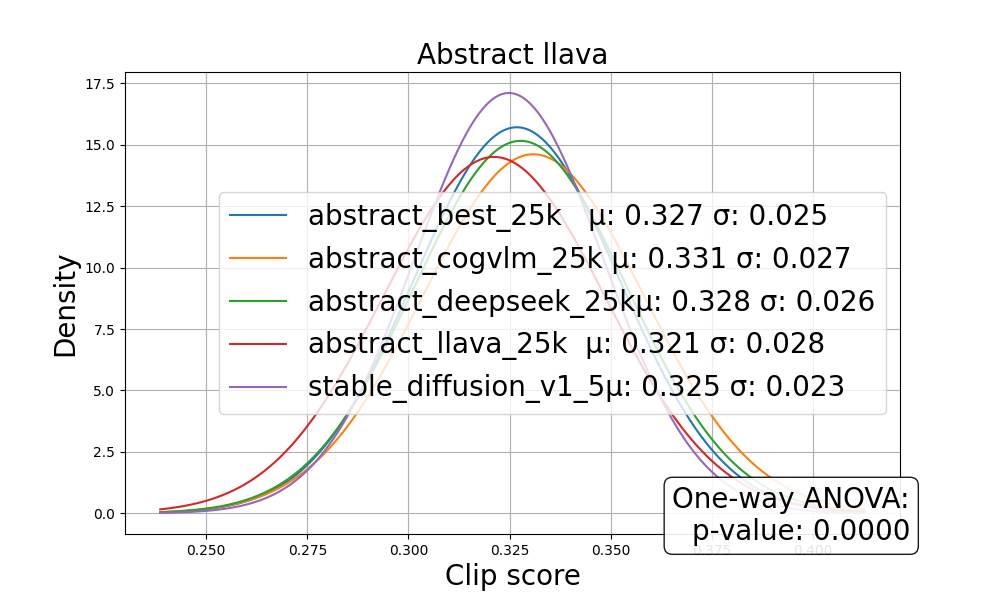 Abstract llava
17.5
15.0
12.5
10.0
7.5
5.0
2.5
0.0
Density
abstract_best_25k μ: 0.327 σ: 0.025
abstract_cogvlm_25k μ: 0.331 σ: 0.027
abstract_deepseek_25kμ: 0.328 σ: 0.026
abstract_llava_25k μ: 0.321 σ: 0.028
stable_diffusion_v1_5μ: 0.325 σ: 0.023
One-way ANOVA:
p-value: 0.0000
0.250 0.275 0.300 0.325 0.350 0.375 0.400
Clip score